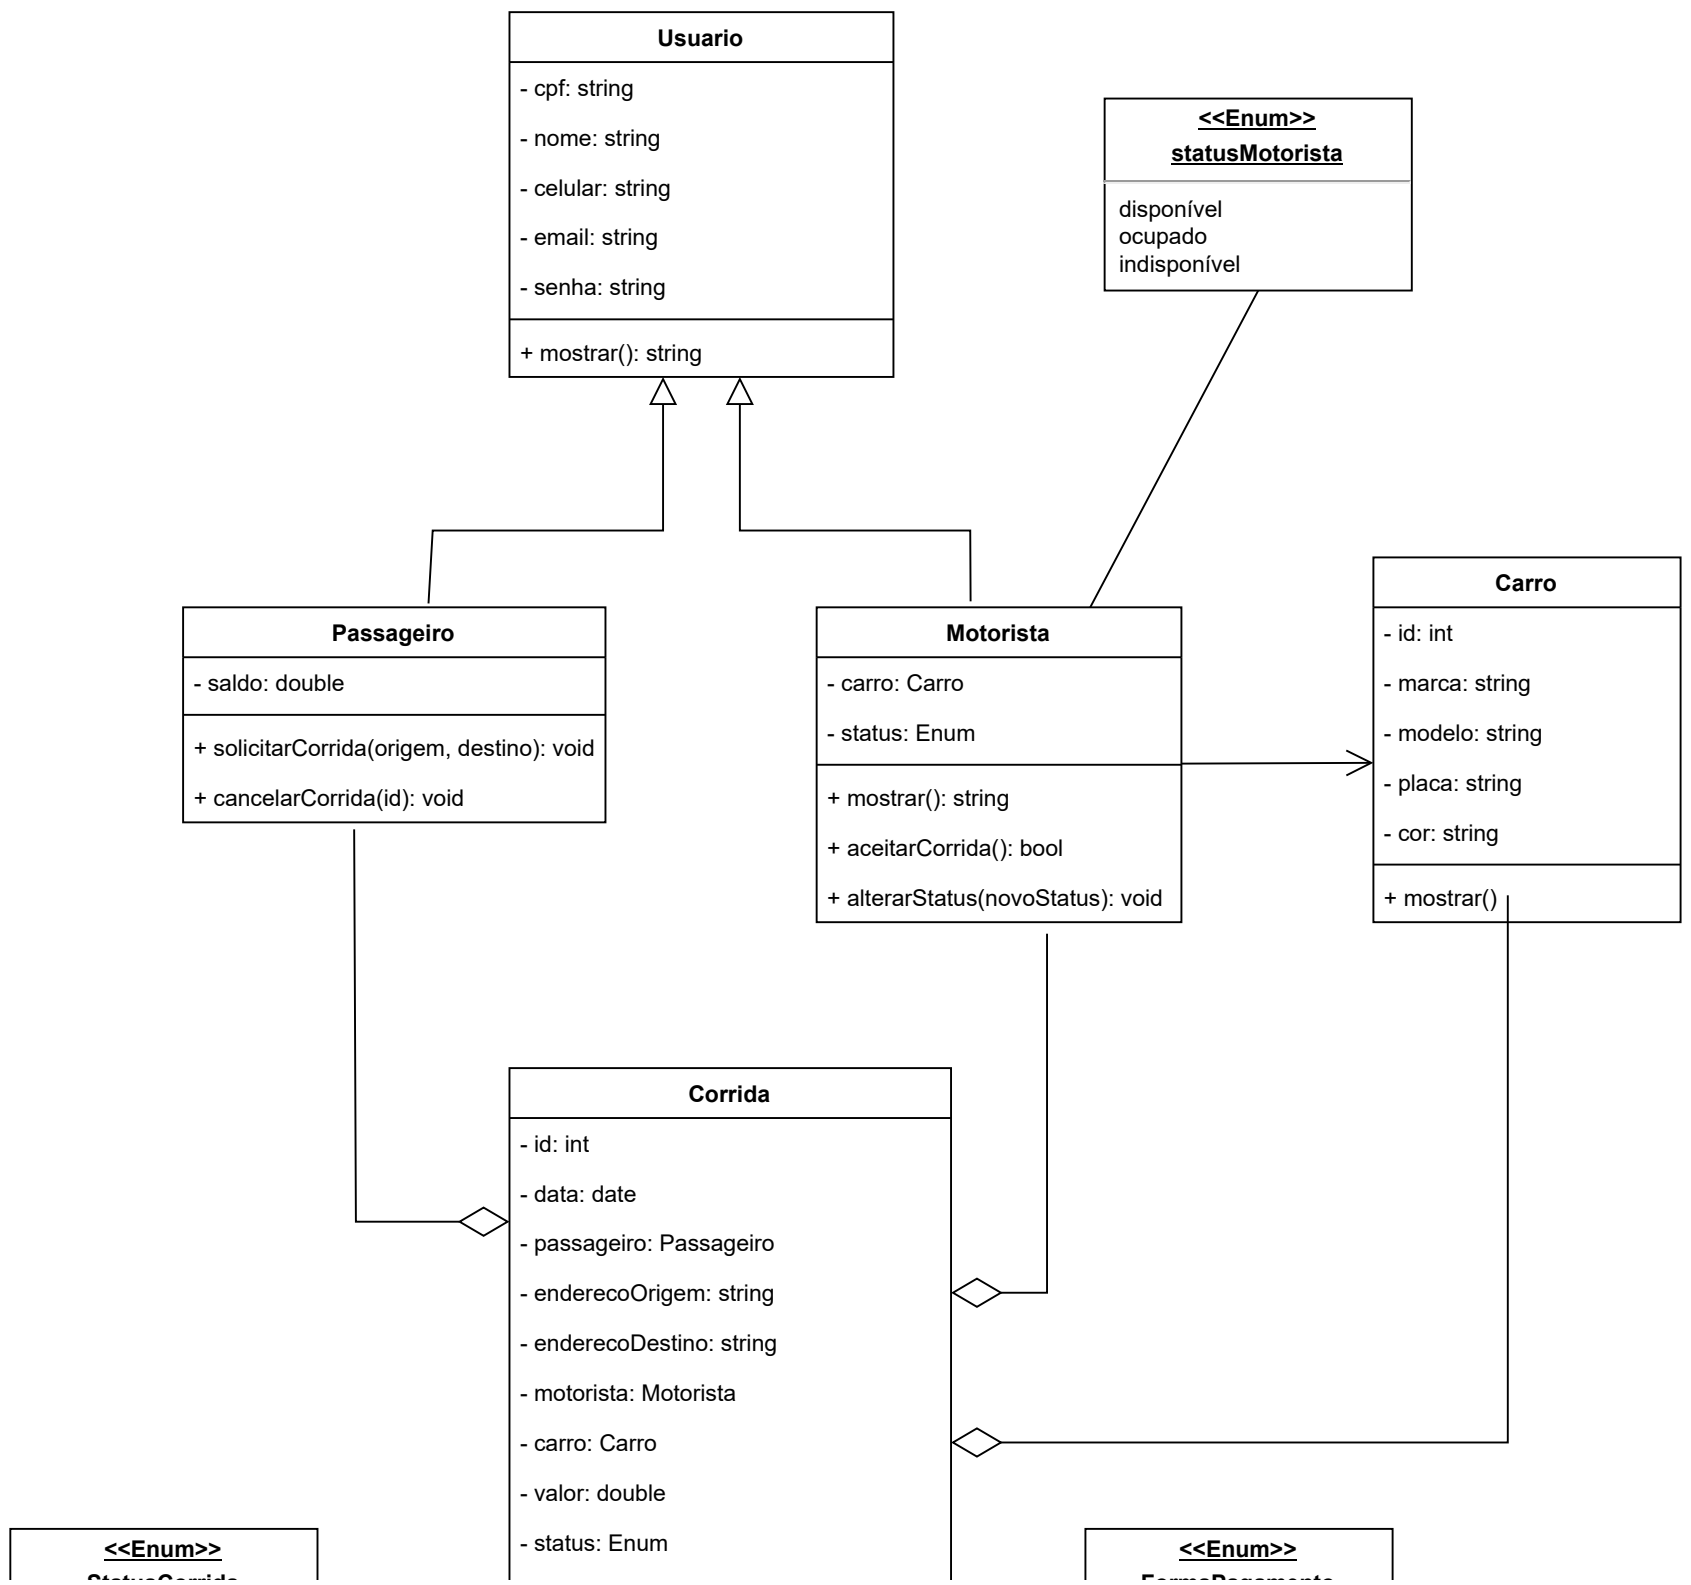 Usuario
- cpf: string
- nome: string
- celular: string
- email: string
- senha: string
+ mostrar(): string
<<Enum>>
statusMotorista
disponível
ocupado
indisponível
Passageiro
- saldo: double
+ solicitarCorrida(origem, destino): void
+ cancelarCorrida(id): void
Motorista
- carro: Carro
- status: Enum
+ mostrar(): string
+ aceitarCorrida(): bool
+ alterarStatus(novoStatus): void
Carro
- id: int
- marca: string
- modelo: string
- placa: string
- cor: string
+ mostrar()
Corrida
- id: int
- data: date
- passageiro: Passageiro
- enderecoOrigem: string
- enderecoDestino: string
- motorista: Motorista
- carro: Carro
- valor: double
- status: Enum
<<Enum>>
StatusCorrida
<<Enum>>
FormaPagamento